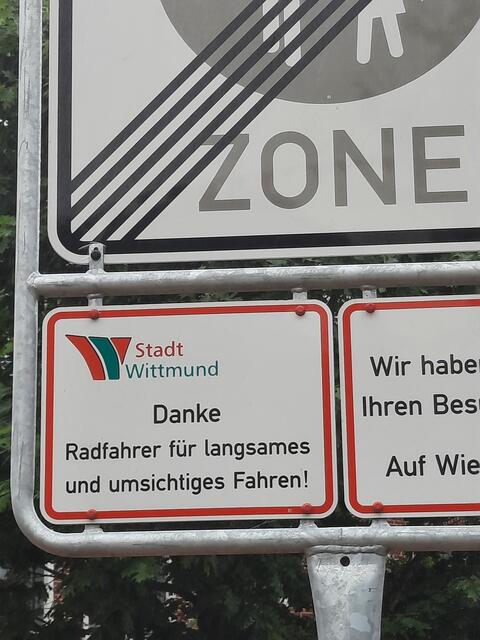 ZONE
Stadt
Wittmund
Danke
Radfahrer für langsames
und umsichtiges Fahren!
Wir habe
Ihren Bes
Auf Wie